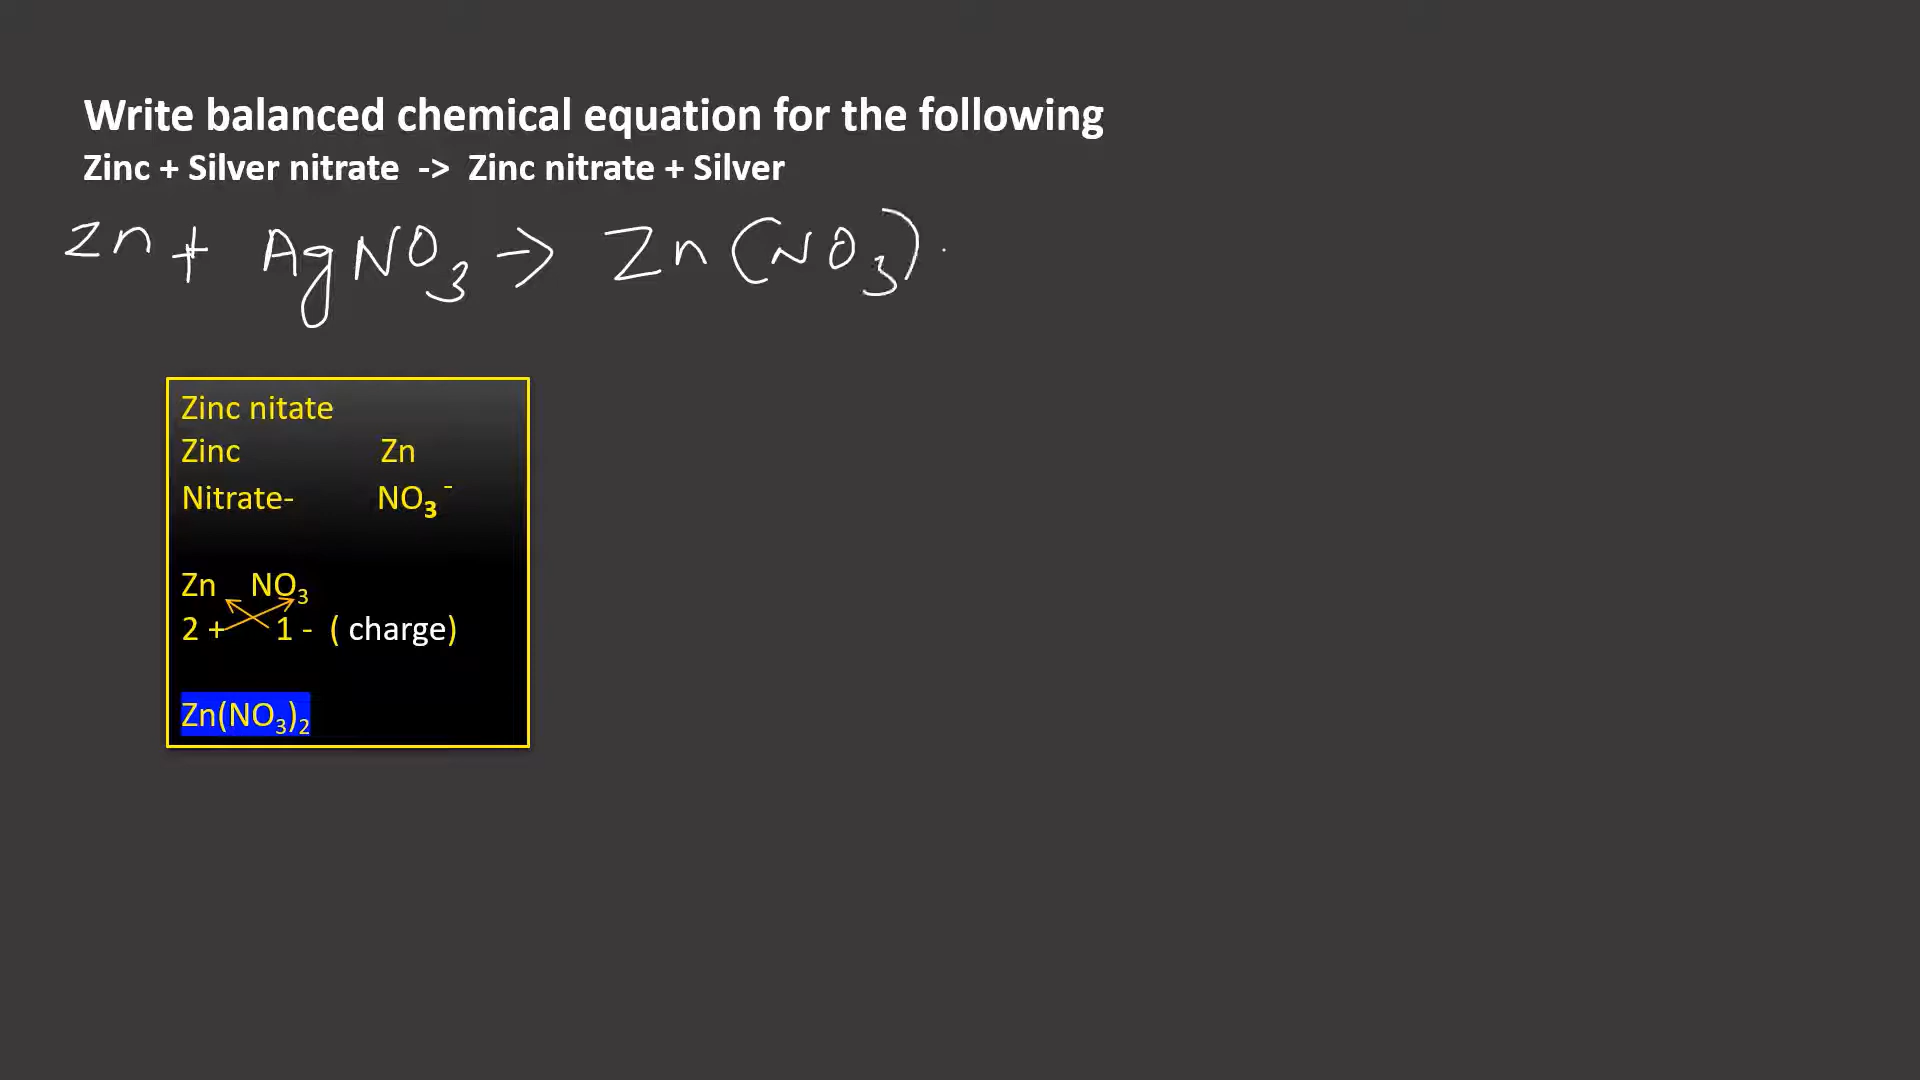 Write balanced chemical equation for the following
Zinc + Silver nitrate -> Zinc nitrate + Silver
Zn + AgNO₃ → Zn(NO₃)
Zinc nitate
Zinc Zn
Nitrate- NO₃⁻
Zn NO₃
2 + 1 - ( charge)
Zn(NO₃)₂